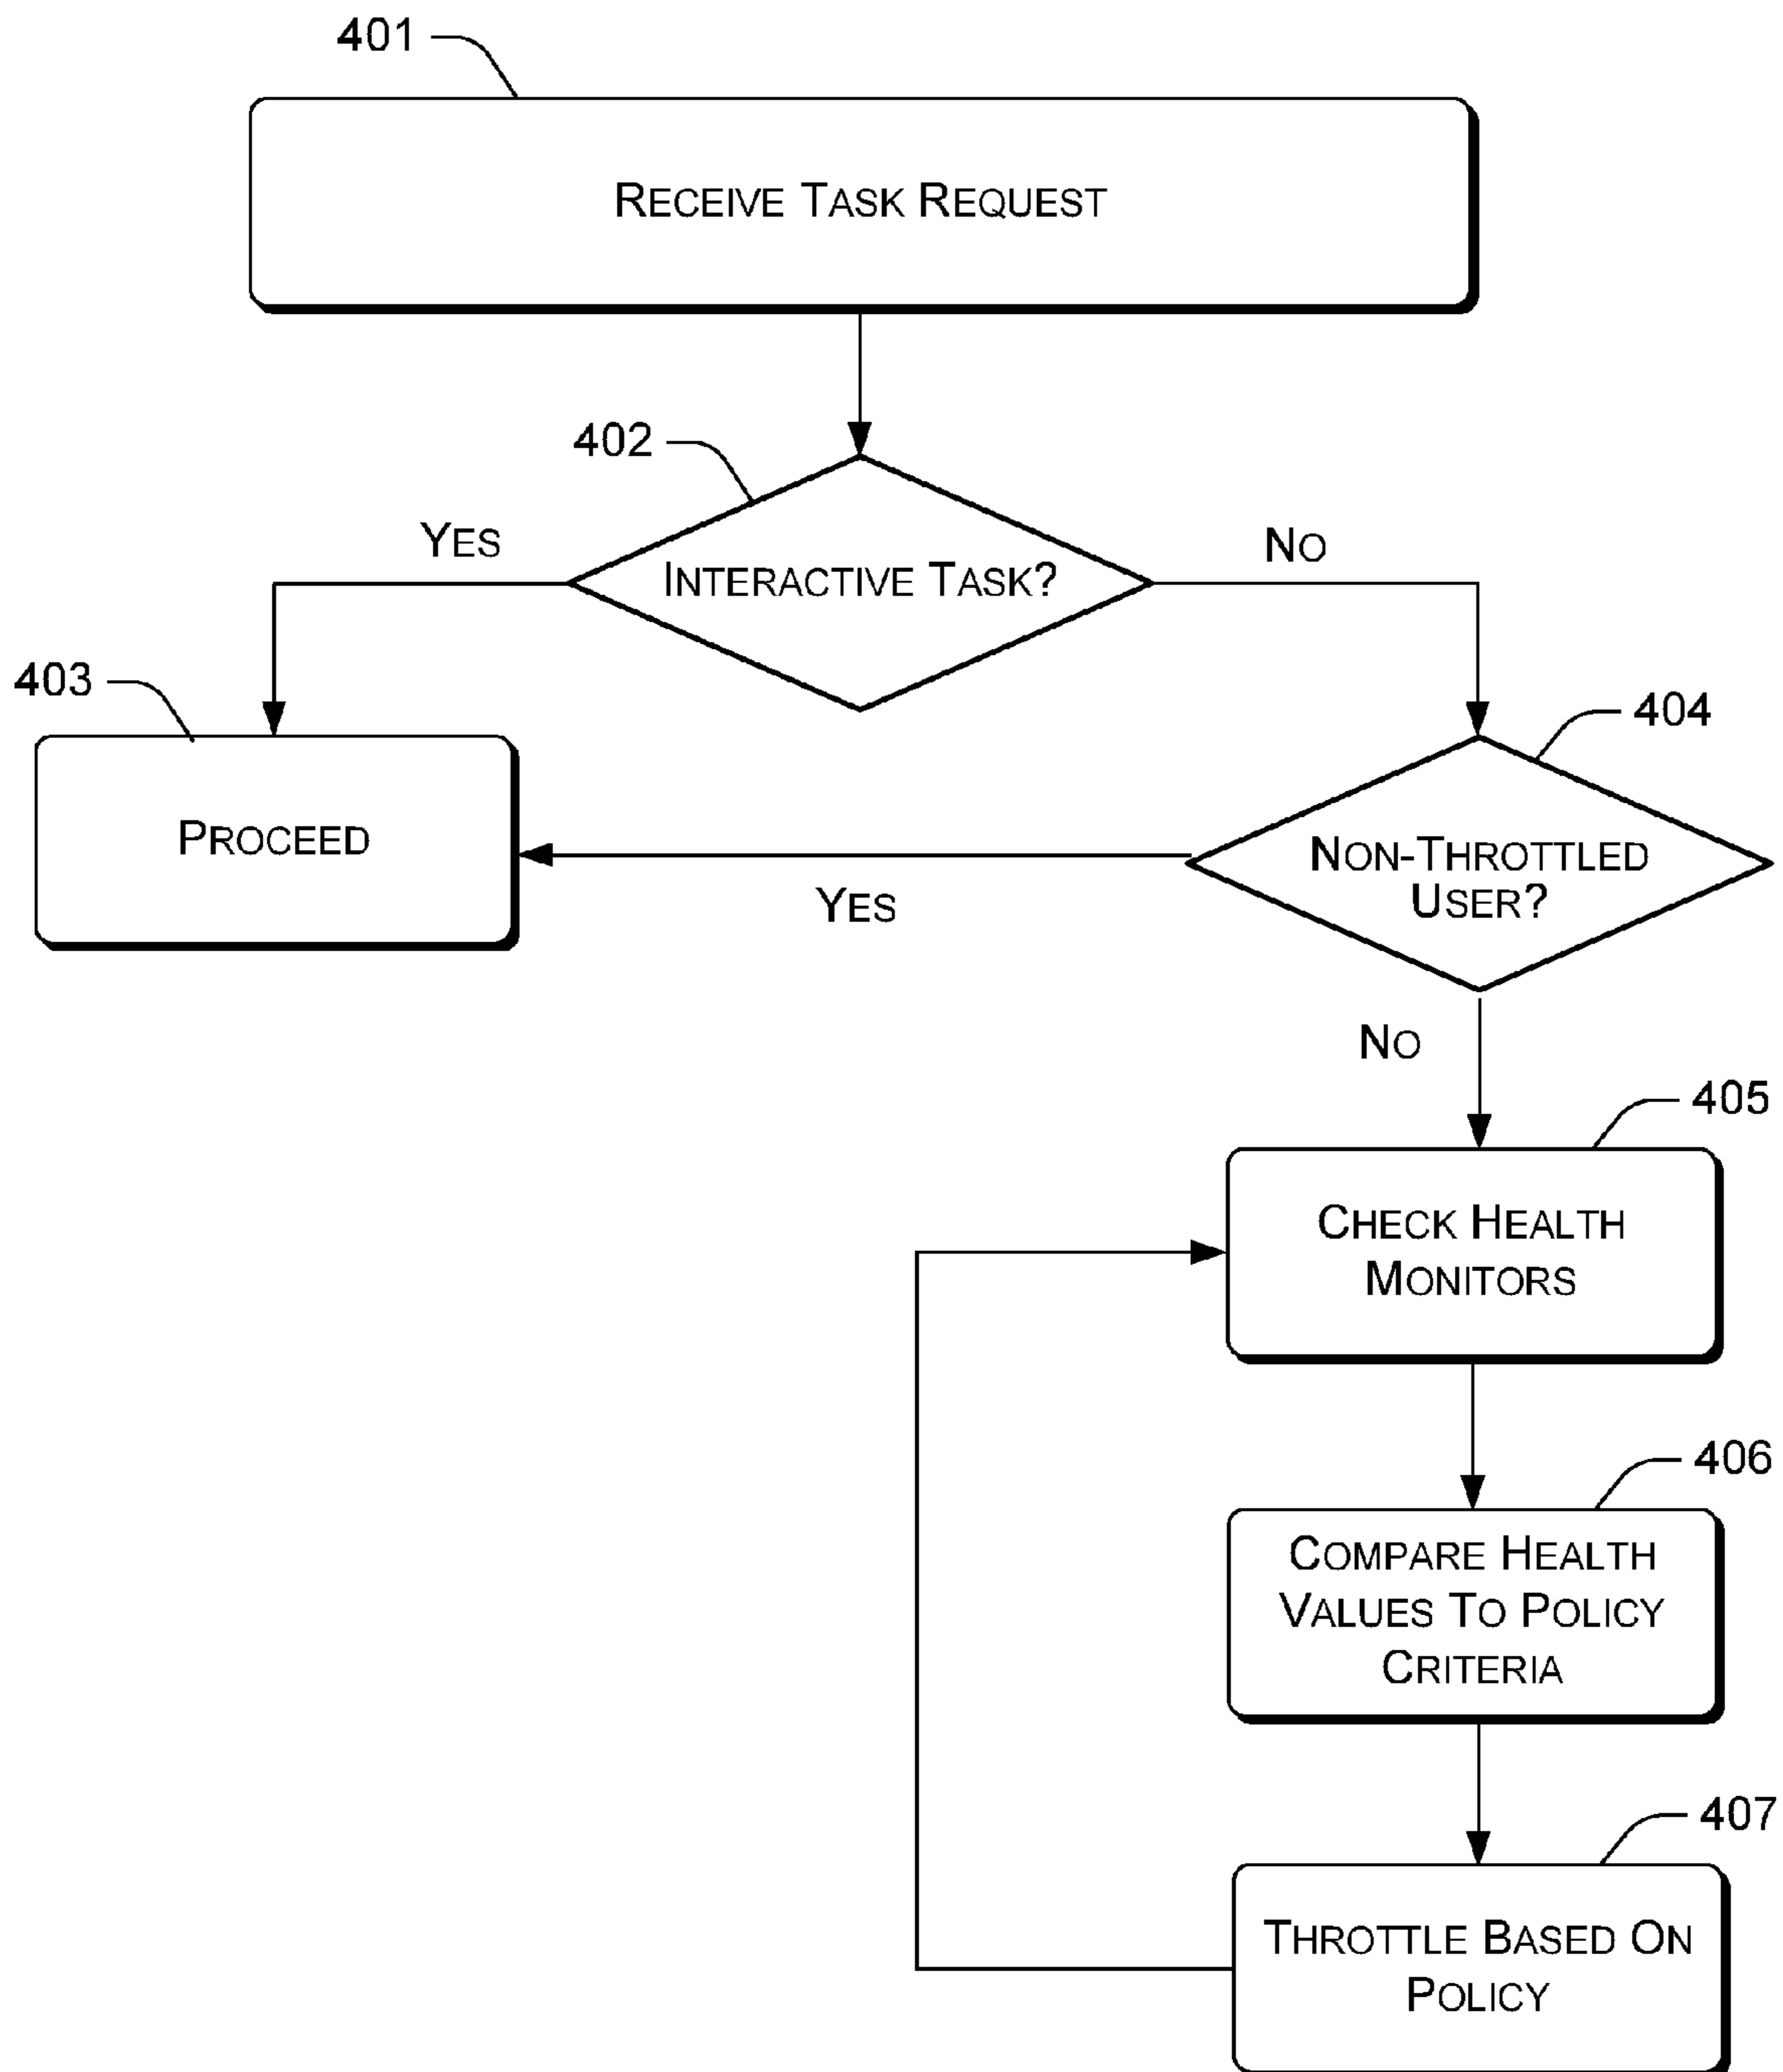 401
RECEIVE TASK REQUEST
402
YES
INTERACTIVE TASK?
NO
403
404
PROCEED
NON-THROTTLED
USER?
YES
NO
405
CHECK HEALTH
MONITORS
406
COMPARE HEALTH
VALUES TO POLICY
CRITERIA
407
THROTTLE BASED ON
POLICY